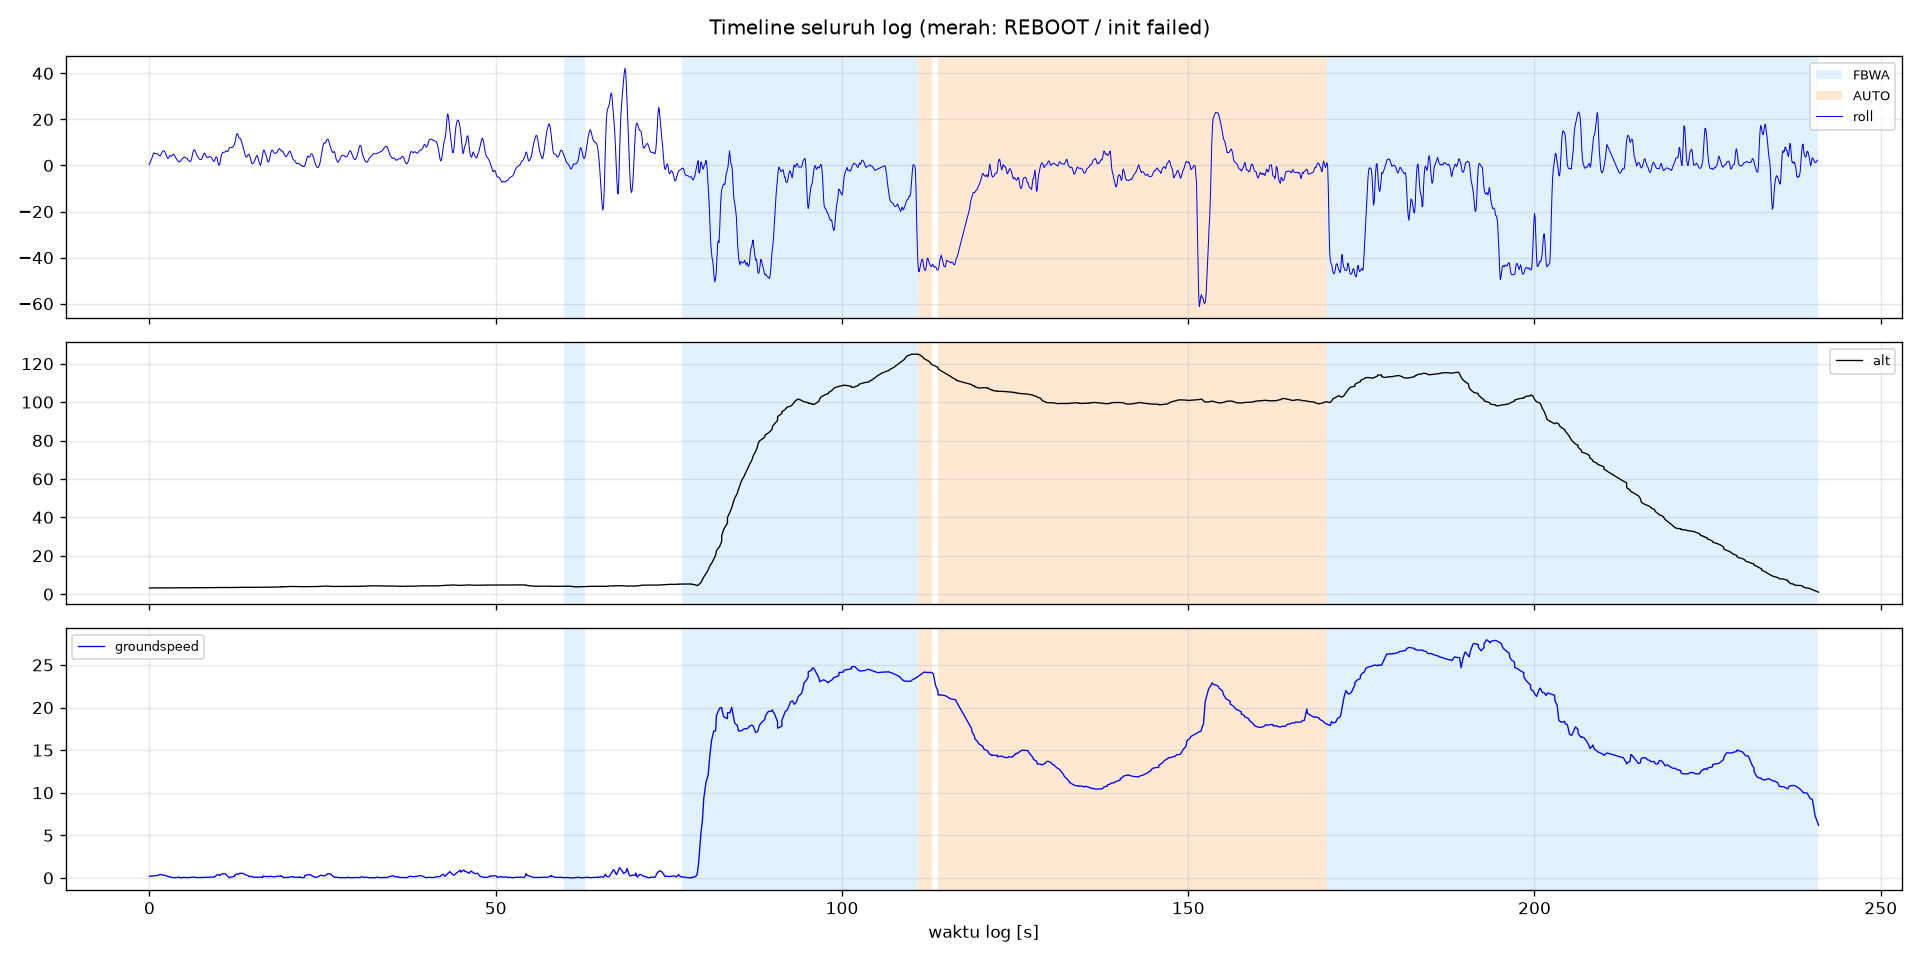 Timeline seluruh log (merah: REBOOT / init failed)
40
20
0
−20
−40
−60
FBWA
AUTO
roll
120
100
80
60
40
20
0
alt
25
20
15
10
5
0
groundspeed
0 50 100 150 200 250
waktu log [s]